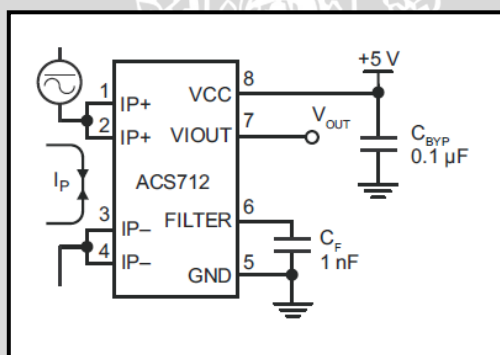 +5 V
1
IP+
VCC
8
2
IP+
VIOUT
7
VOUT
CBYP
0.1 µF
IP
ACS712
3
IP–
FILTER
6
4
IP–
GND
5
CF
1 nF